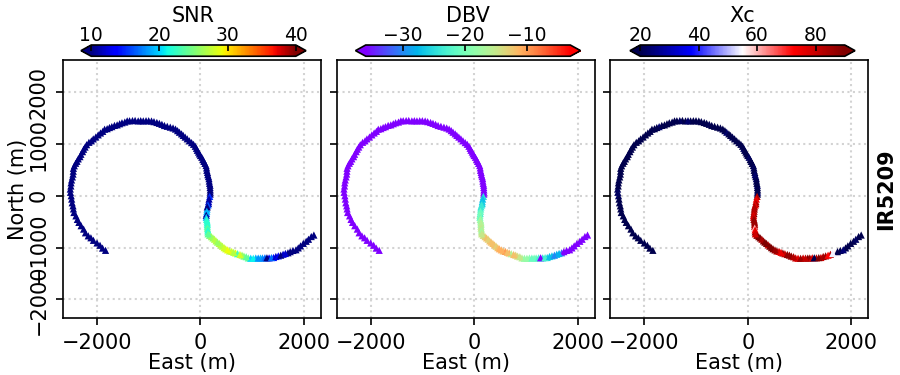 SNR DBV Xc
10 20 30 40 −30 −20 −10 20 40 60 80
2000
1000
0
−1000
−2000
North (m)
−2000 0 2000 −2000 0 2000 −2000 0 2000
East (m) East (m) East (m)
IR5209